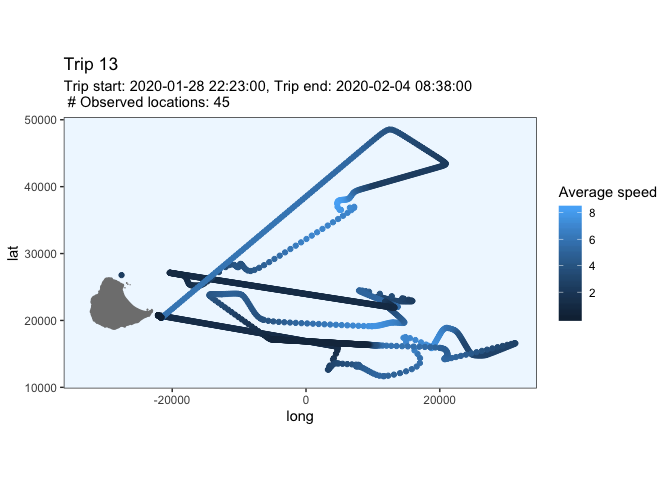 Trip 13
Trip start: 2020-01-28 22:23:00, Trip end: 2020-02-04 08:38:00
# Observed locations: 45
50000
40000
30000
20000
10000
lat
-20000
0
20000
long
Average speed
8
6
4
2